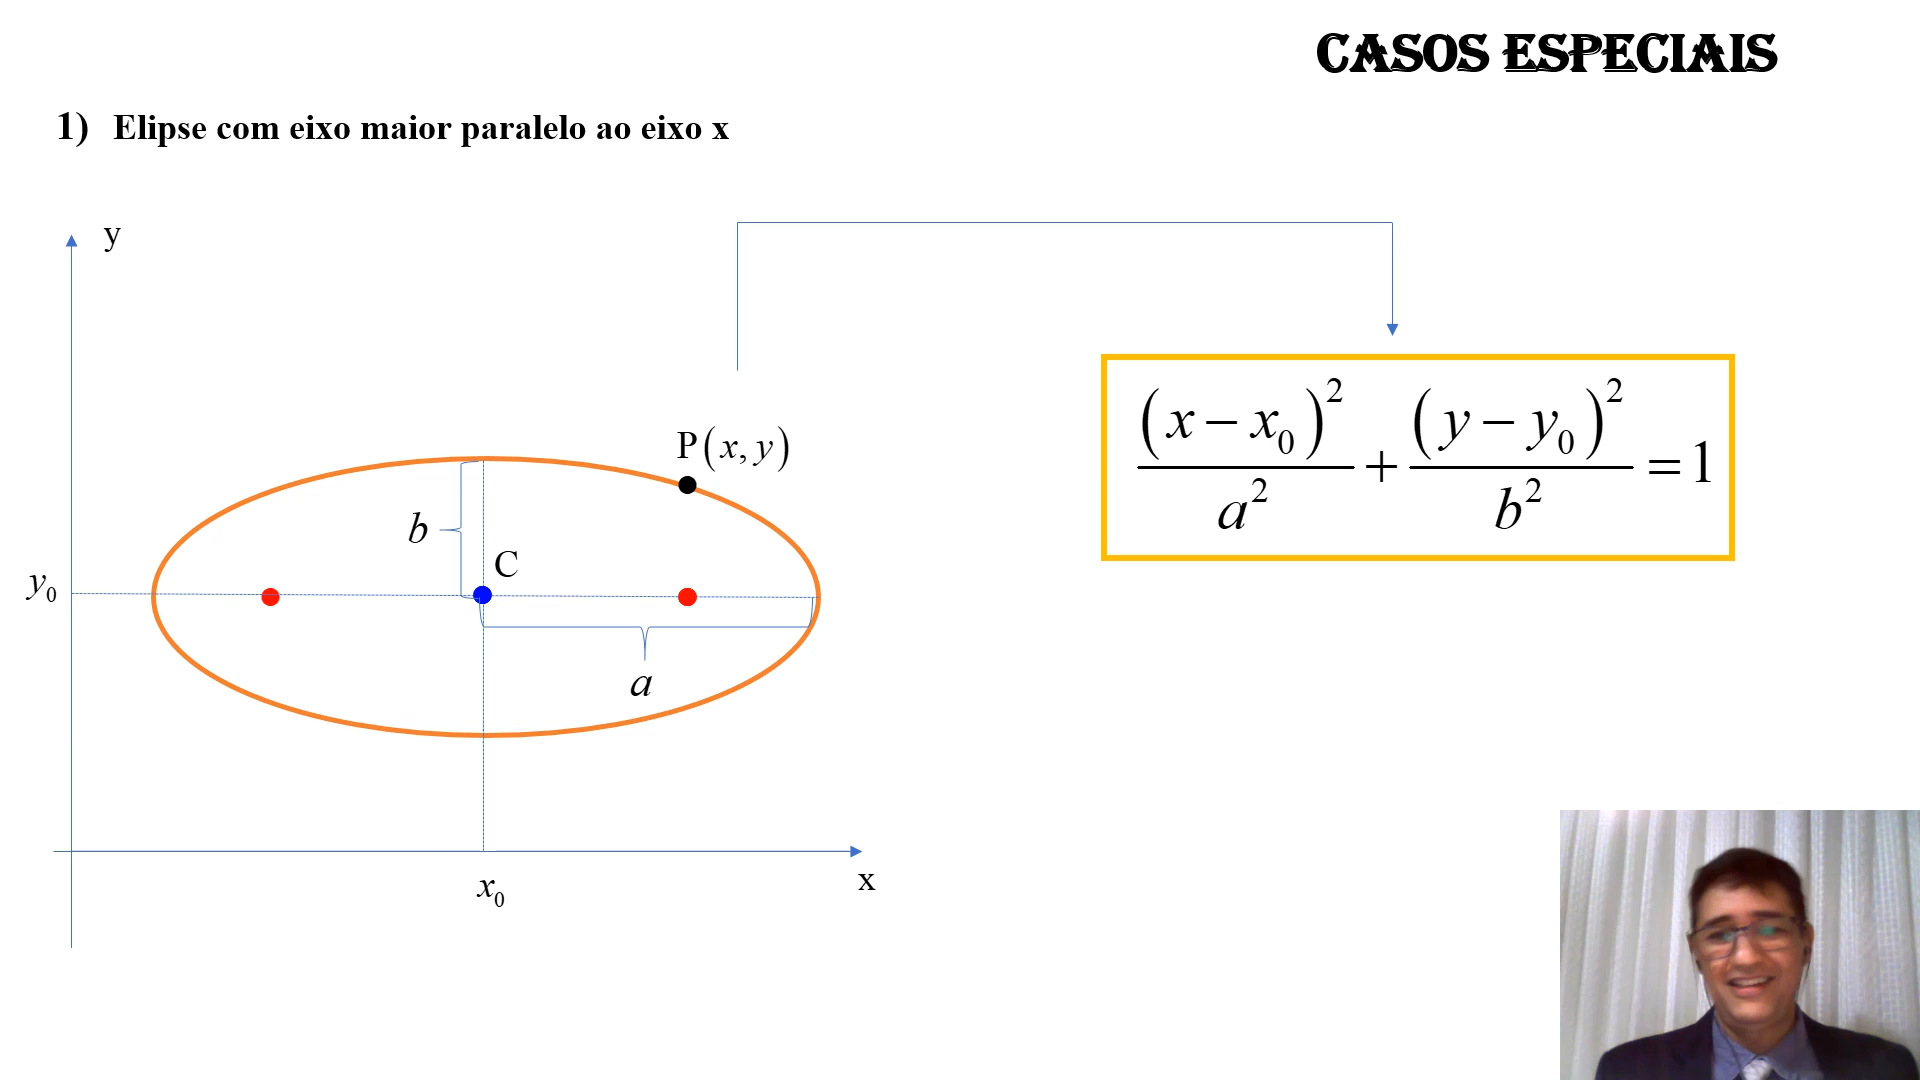 CASOS ESPECIAIS
1) Elipse com eixo maior paralelo ao eixo x
y
P(x, y)
(x − x₀)² / a² + (y − y₀)² / b² = 1
b
C
y₀
a
x
x₀